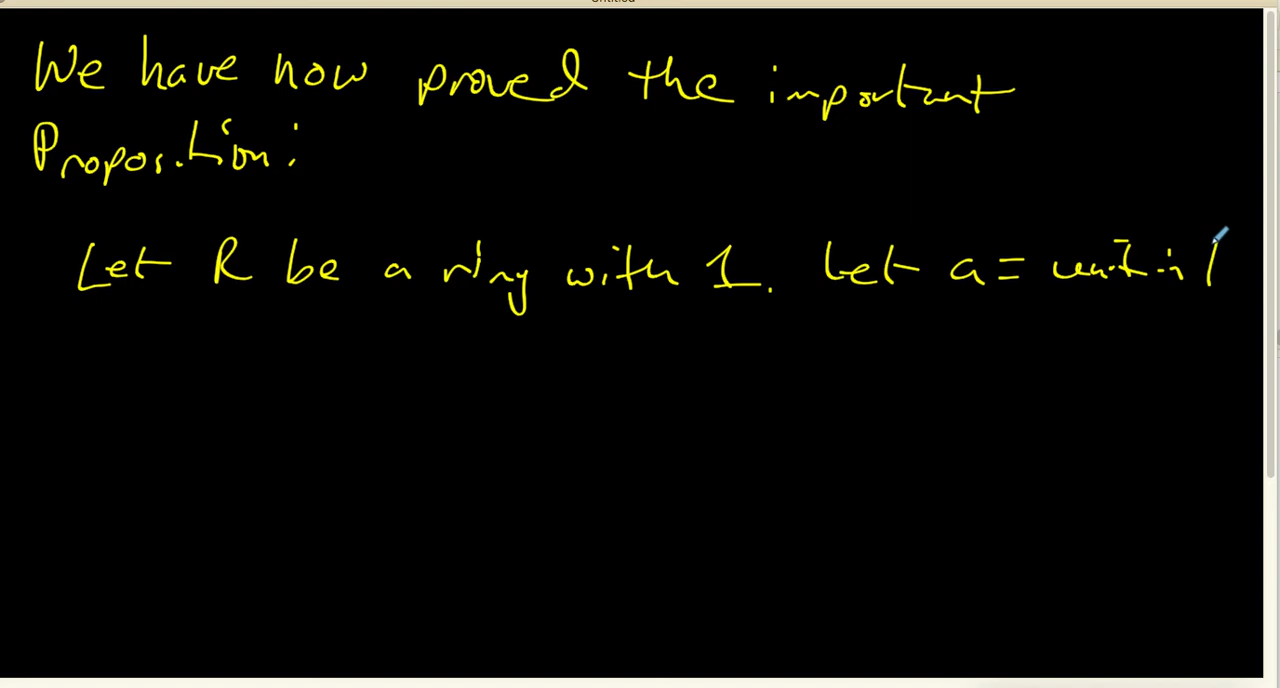 We have now proved the important
Proposition:
Let R be a ring with 1. Let a = unit in